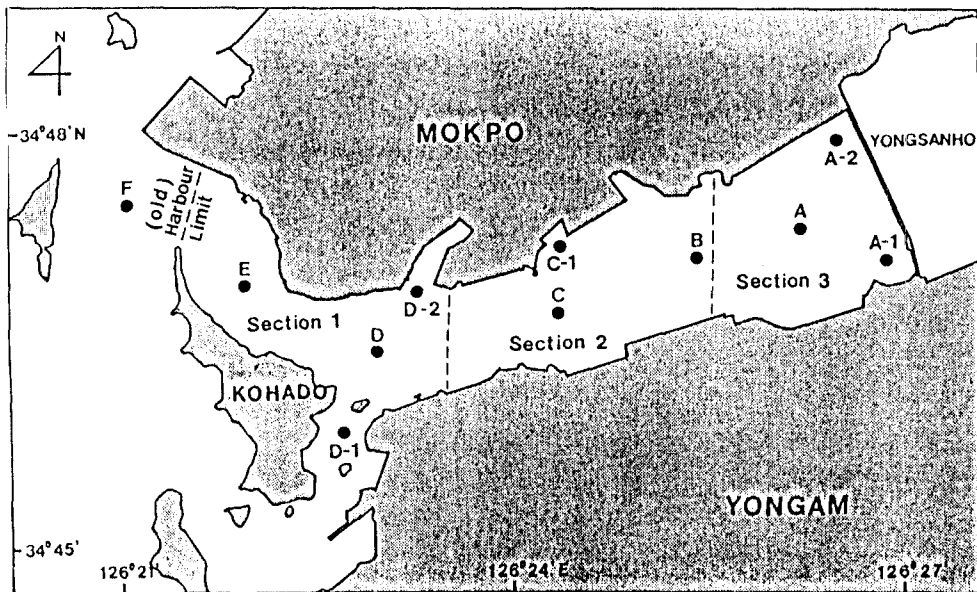 N
MOKPO
34°48'N
YONGSANHO
A-2
F
(old)
Harbour
Limit
A
B
A-1
C-1
E
Section 3
D-2
C
Section 1
D
Section 2
KOHADO
D-1
YONGAM
34°45'
126°21'
126°24'E
126°27'